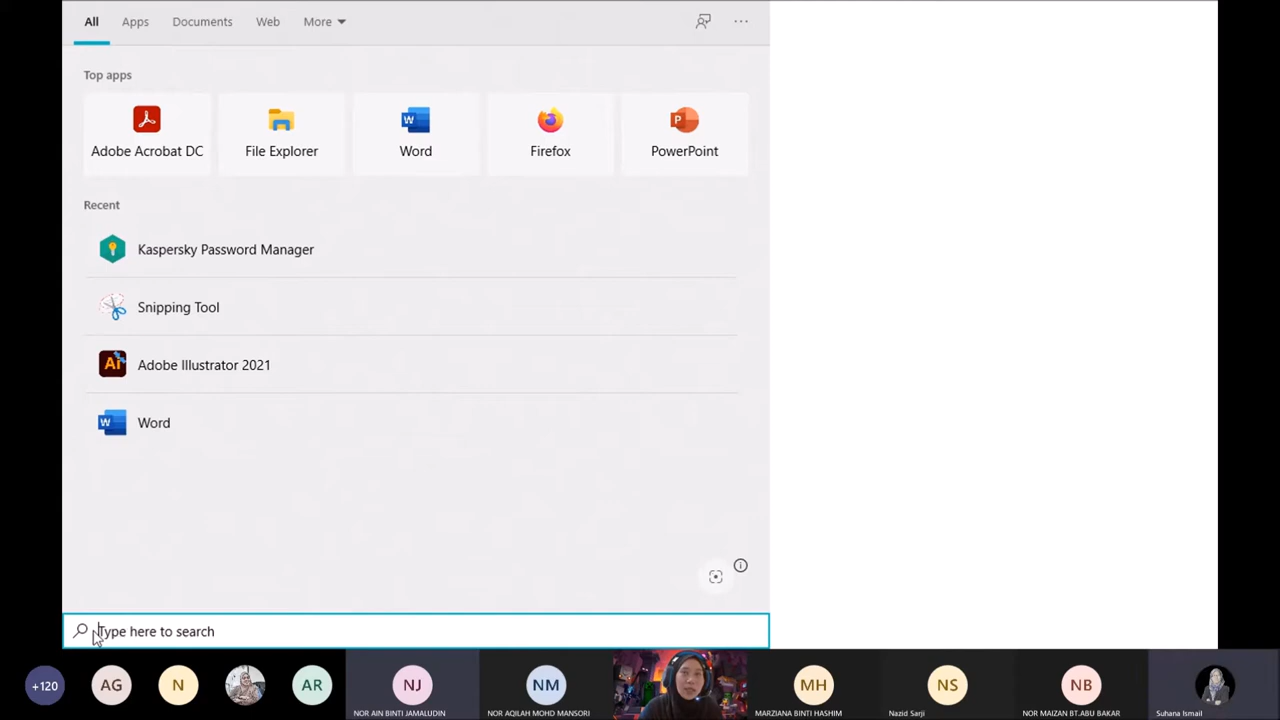 All Apps Documents Web More
Top apps
Adobe Acrobat DC File Explorer Word Firefox PowerPoint
Recent
Kaspersky Password Manager
Snipping Tool
Adobe Illustrator 2021
Word
Type here to search
+120 AG N AR NJ NM MH NS NB
NOR AIN BINTI JAMALUDIN NOR AQILAH MOHD MANSORI MARZIANA BINTI HASHIM Nazid Sarji NOR MAIZAN BT.ABU BAKAR Suhana Ismail